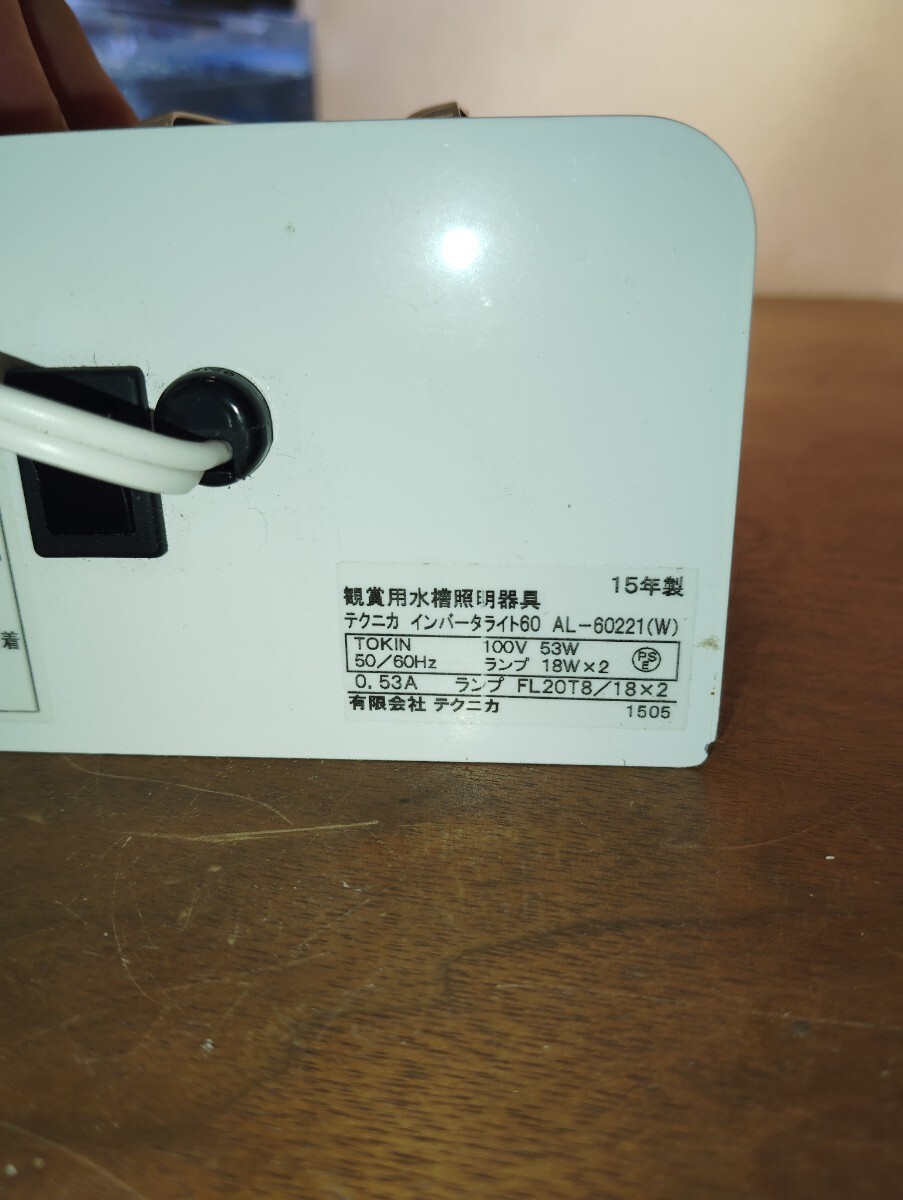 15年製
観賞用水槽照明器具
テクニカ インバータライト60 AL-60221(W)
TOKIN 100V 53W
50/60Hz ランプ 18W×2 PSE
0.53A ランプ FL20T8/18×2
有限会社 テクニカ 1505
着